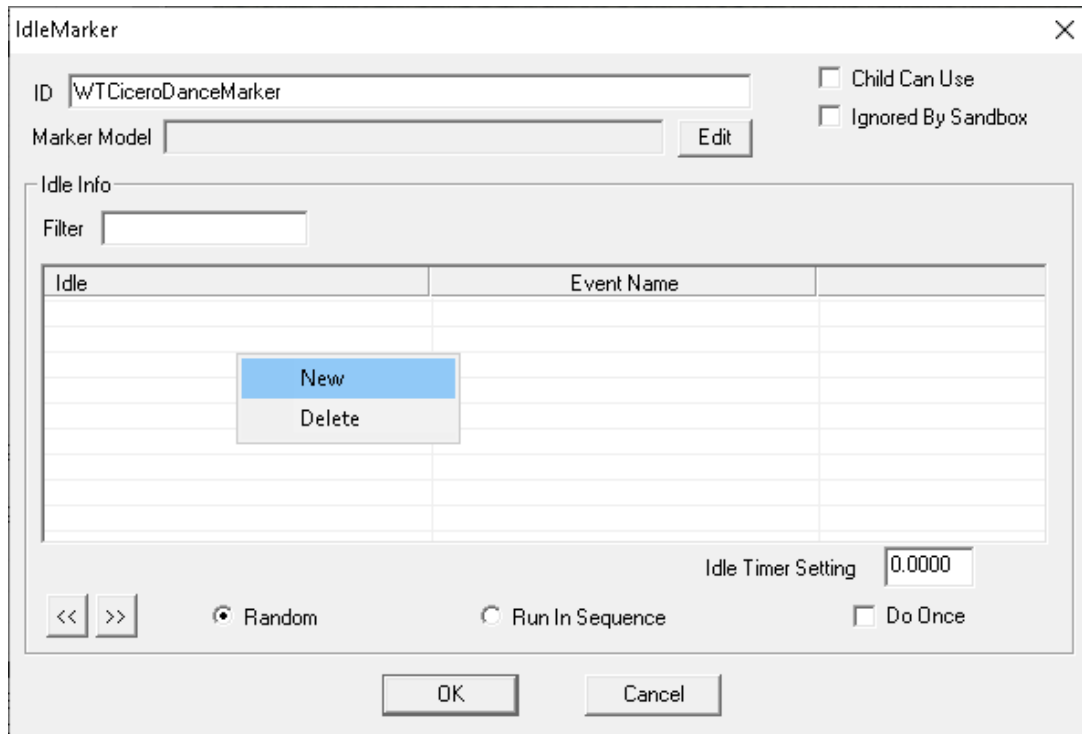 IdleMarker
ID WTCiceroDanceMarker
Child Can Use
Ignored By Sandbox
Marker Model Edit
Idle Info
Filter
Idle Event Name
New
Delete
Idle Timer Setting 0.0000
<< >> Random Run In Sequence Do Once
OK Cancel